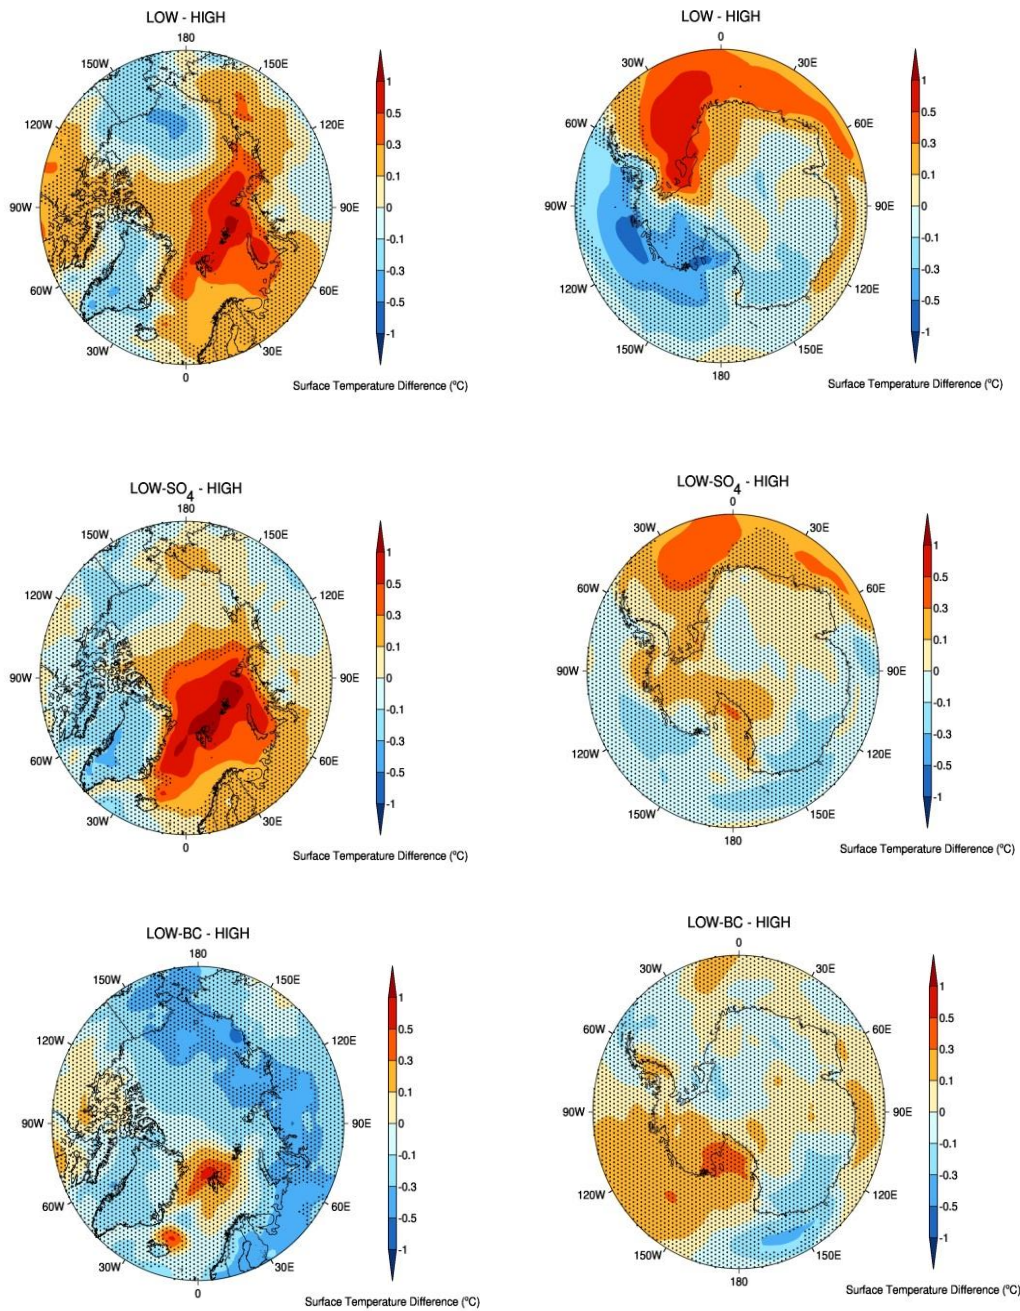 LOW - HIGH
180
150W
150E
120W
120E
90W
90E
60W
60E
30W
30E
0
1
0.5
0.3
0.1
0
-0.1
-0.3
-0.5
-1
Surface Temperature Difference (ºC)
LOW - HIGH
0
30W
30E
60W
60E
90W
90E
120W
120E
150W
150E
180
1
0.5
0.3
0.1
0
-0.1
-0.3
-0.5
-1
Surface Temperature Difference (ºC)
LOW-SO4 - HIGH
180
150W
150E
120W
120E
90W
90E
60W
60E
30W
30E
0
1
0.5
0.3
0.1
0
-0.1
-0.3
-0.5
-1
Surface Temperature Difference (ºC)
LOW-SO4 - HIGH
0
30W
30E
60W
60E
90W
90E
120W
120E
150W
150E
180
1
0.5
0.3
0.1
0
-0.1
-0.3
-0.5
-1
Surface Temperature Difference (ºC)
LOW-BC - HIGH
180
150W
150E
120W
120E
90W
90E
60W
60E
30W
30E
0
1
0.5
0.3
0.1
0
-0.1
-0.3
-0.5
-1
Surface Temperature Difference (ºC)
LOW-BC - HIGH
0
30W
30E
60W
60E
90W
90E
120W
120E
150W
150E
180
1
0.5
0.3
0.1
0
-0.1
-0.3
-0.5
-1
Surface Temperature Difference (ºC)